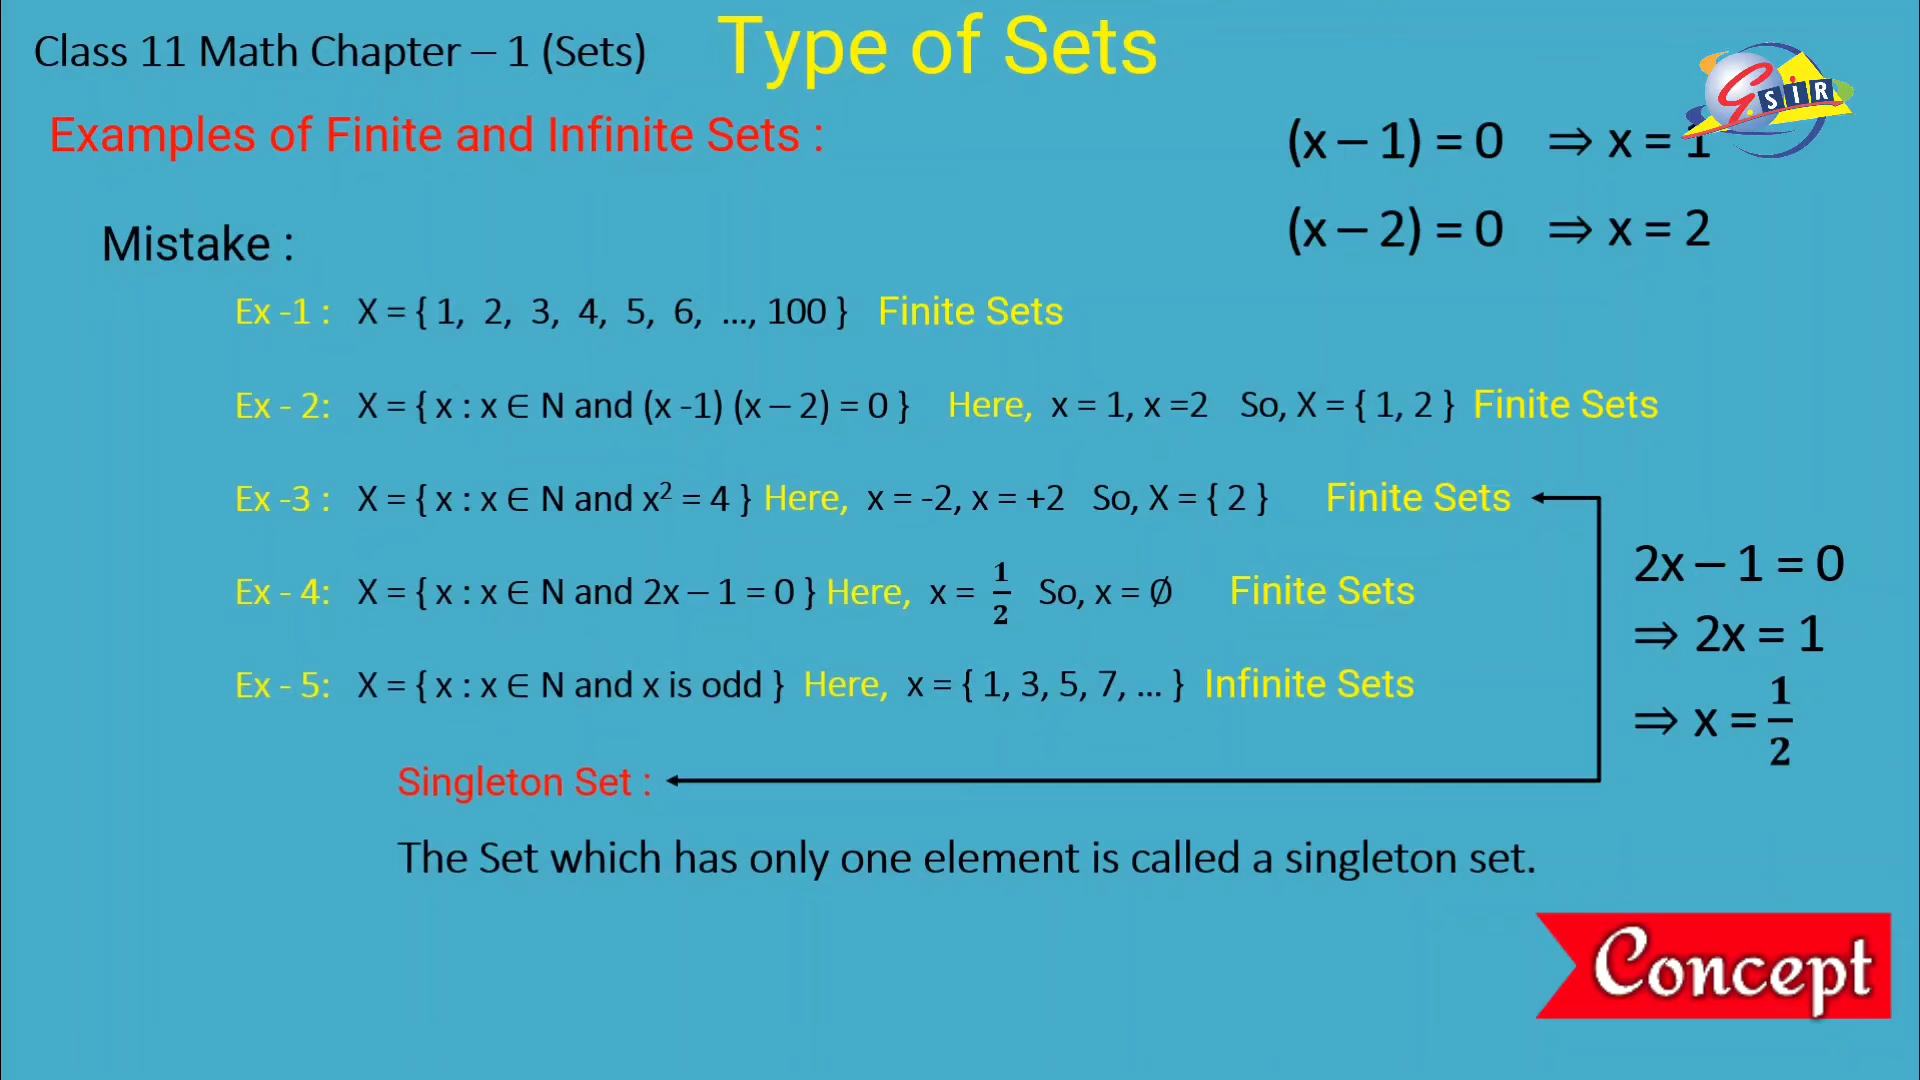 Class 11 Math Chapter – 1 (Sets)
Type of Sets
G SIR
Examples of Finite and Infinite Sets :
(x – 1) = 0 ⇒ x = 1
(x – 2) = 0 ⇒ x = 2
Mistake :
Ex -1 : X = { 1, 2, 3, 4, 5, 6, ..., 100 } Finite Sets
Ex - 2: X = { x : x ∈ N and (x -1) (x – 2) = 0 } Here, x = 1, x =2 So, X = { 1, 2 } Finite Sets
Ex -3 : X = { x : x ∈ N and x² = 4 } Here, x = -2, x = +2 So, X = { 2 } Finite Sets
Ex - 4: X = { x : x ∈ N and 2x – 1 = 0 } Here, x = 1/2 So, x = ∅ Finite Sets
Ex - 5: X = { x : x ∈ N and x is odd } Here, x = { 1, 3, 5, 7, ... } Infinite Sets
2x – 1 = 0
⇒ 2x = 1
⇒ x = 1/2
Singleton Set :
The Set which has only one element is called a singleton set.
Concept